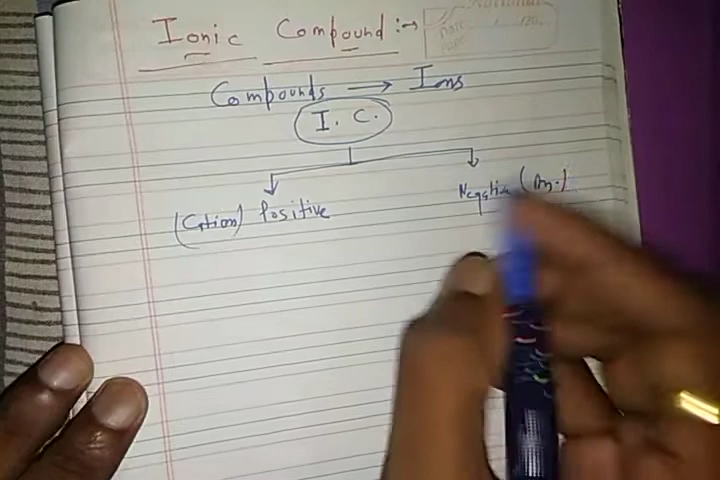 Ionic Compound :→
Compounds → Ions
I. C.
(Cation) Positive
Negative (An.)